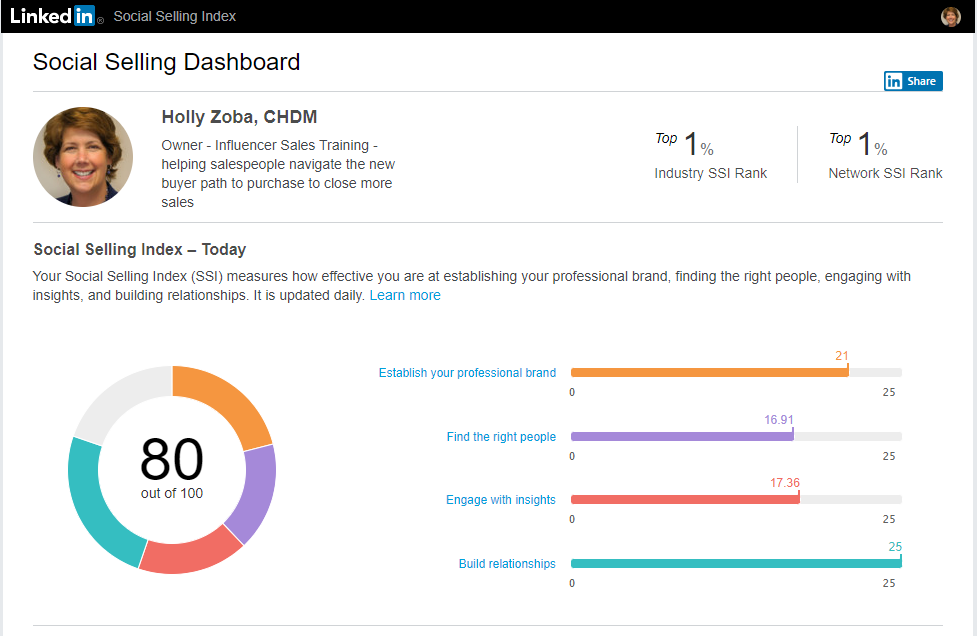 LinkedIn® Social Selling Index
Social Selling Dashboard
in Share
Holly Zoba, CHDM
Owner - Influencer Sales Training -
helping salespeople navigate the new
buyer path to purchase to close more
sales
Top 1%
Industry SSI Rank
Top 1%
Network SSI Rank
Social Selling Index – Today
Your Social Selling Index (SSI) measures how effective you are at establishing your professional brand, finding the right people, engaging with
insights, and building relationships. It is updated daily. Learn more
80
out of 100
21
Establish your professional brand
0 25
16.91
Find the right people
0 25
17.36
Engage with insights
0 25
25
Build relationships
0 25